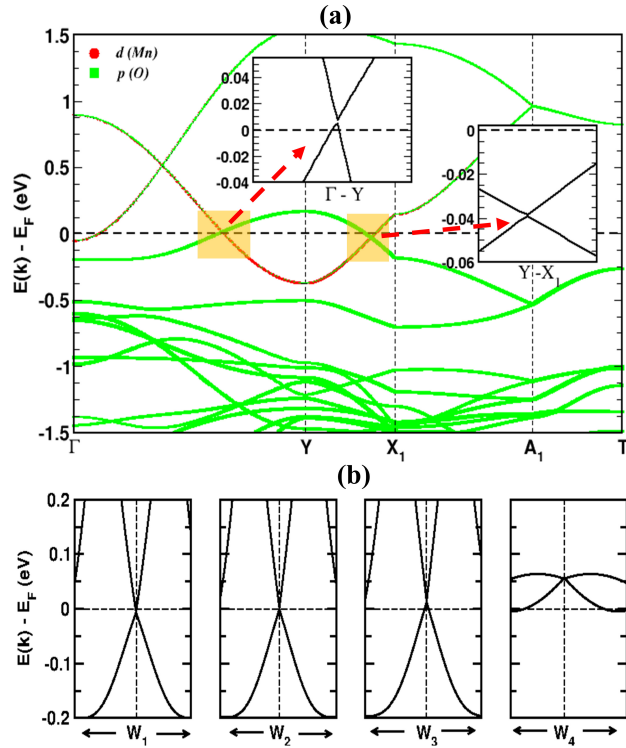 (a)
1.5
1
0.5
0
-0.5
-1
-1.5
E(k) - E_F (eV)
d (Mn)
p (O)
0.04
0.02
0
-0.02
-0.04
Γ - Y
0
-0.02
-0.04
-0.06
Y -X_1
Γ Y X_1 A_1 T
(b)
0.2
0.1
0
-0.1
-0.2
E(k) - E_F (eV)
W_1 W_2 W_3 W_4